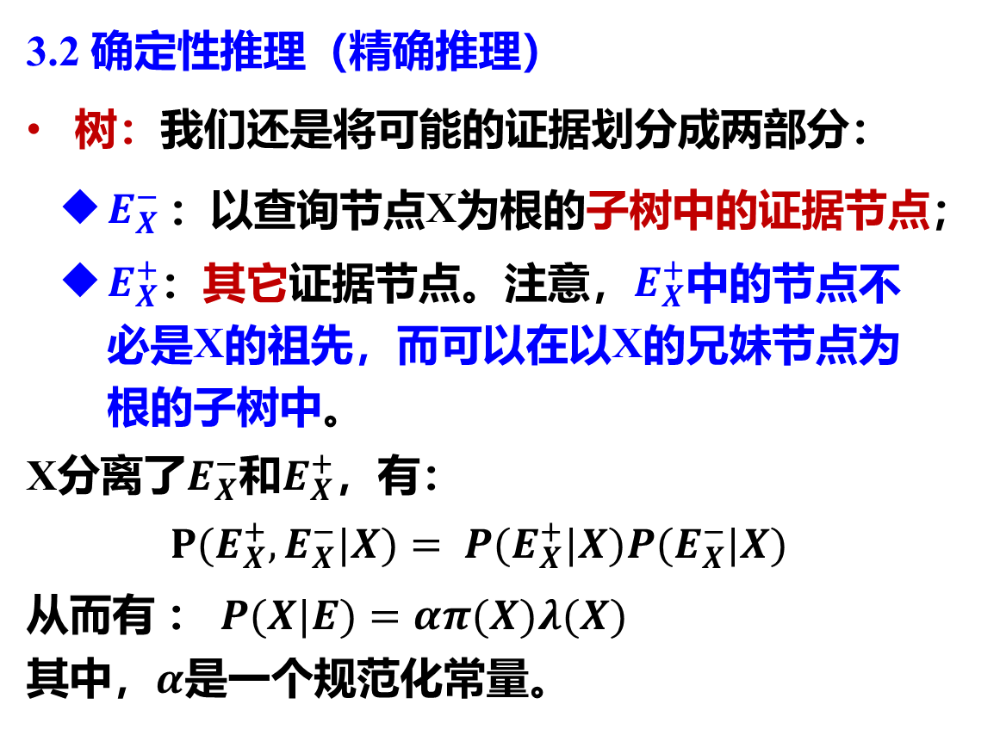 3.2 确定性推理（精确推理）
• 树：我们还是将可能的证据划分成两部分：
◆ $E_X^-$：以查询节点X为根的子树中的证据节点；
◆ $E_X^+$：其它证据节点。注意，$E_X^+$中的节点不
必是X的祖先，而可以在以X的兄妹节点为
根的子树中。
X分离了$E_X^-$和$E_X^+$，有：
$P(E_X^+, E_X^-|X) = P(E_X^+|X)P(E_X^-|X)$
从而有： $P(X|E) = \alpha\pi(X)\lambda(X)$
其中，$\alpha$是一个规范化常量。